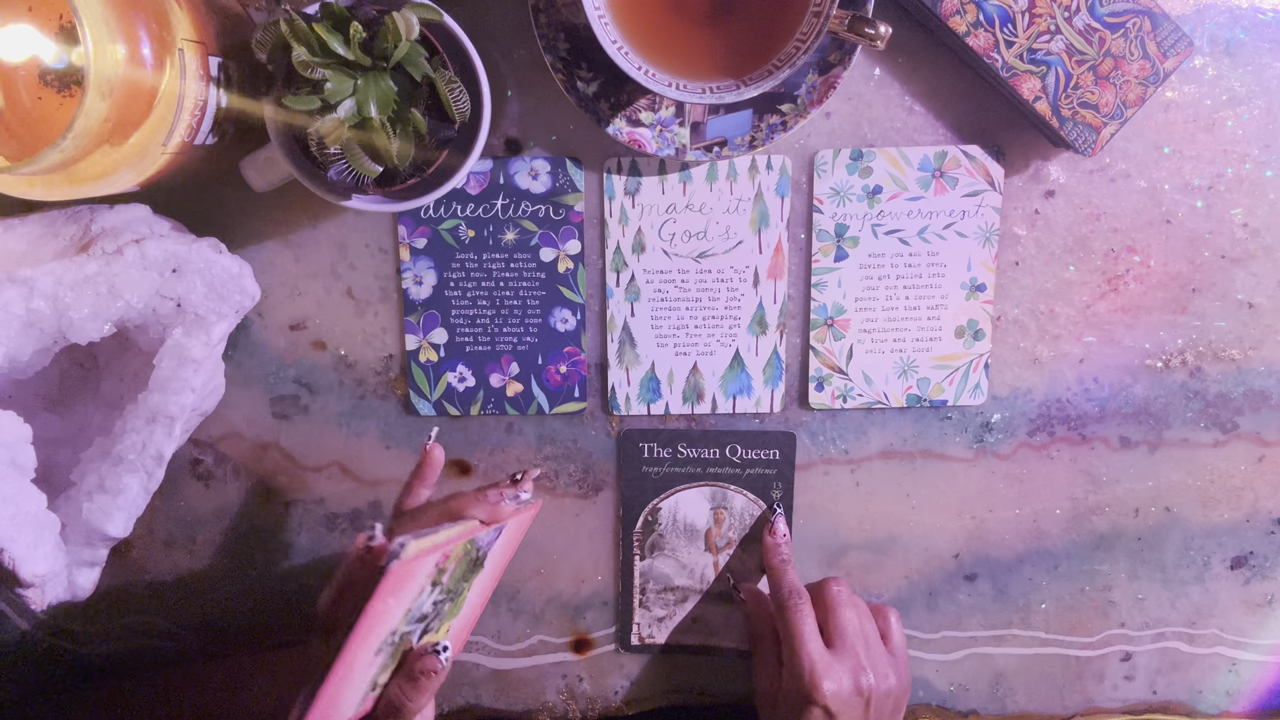 direction
Lord, please show
me the right action
right now. Please bring
a sign and a miracle
that gives clear direc-
tion. May I hear the
promptings of my own
body. And if for some
reason I'm about to
head the wrong way,
please STOP me!
make it
God's
Release the idea of "my."
As soon as you start to
say, "The money; the
relationship; the job,"
freedom arrives. When
there is no grasping,
the right actions get
shown. Free me from
the prison of "my,"
dear Lord!
empowerment
When you ask the
Divine to take over,
you get pulled into
your own authentic
power. It's a force of
inner Love that WANTS
your wholeness and
magnificence. Unfold
my true and radiant
self, dear Lord!
The Swan Queen
transformation, intuition, patience
13